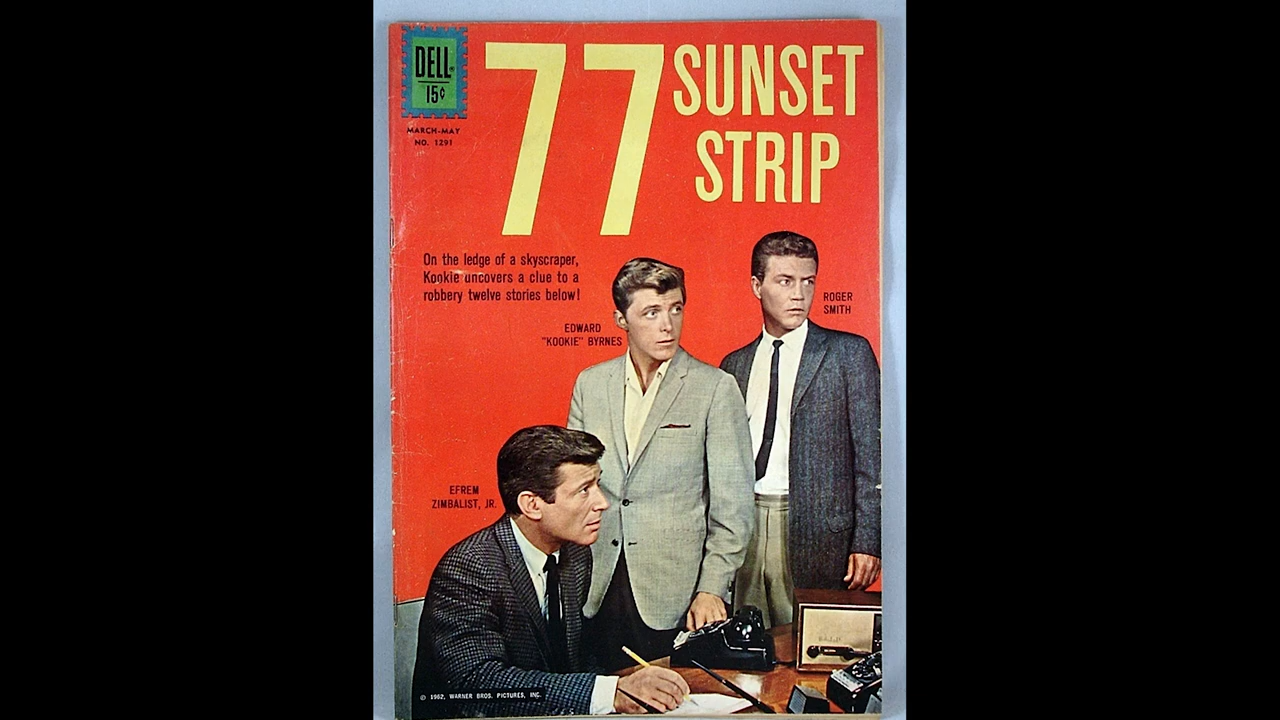 DELL®
15¢
MARCH-MAY
NO. 1291
77 SUNSET
STRIP
On the ledge of a skyscraper,
Kookie uncovers a clue to a
robbery twelve stories below!
EDWARD
"KOOKIE" BYRNES
ROGER
SMITH
EFREM
ZIMBALIST, JR.
© 1962, WARNER BROS. PICTURES, INC.